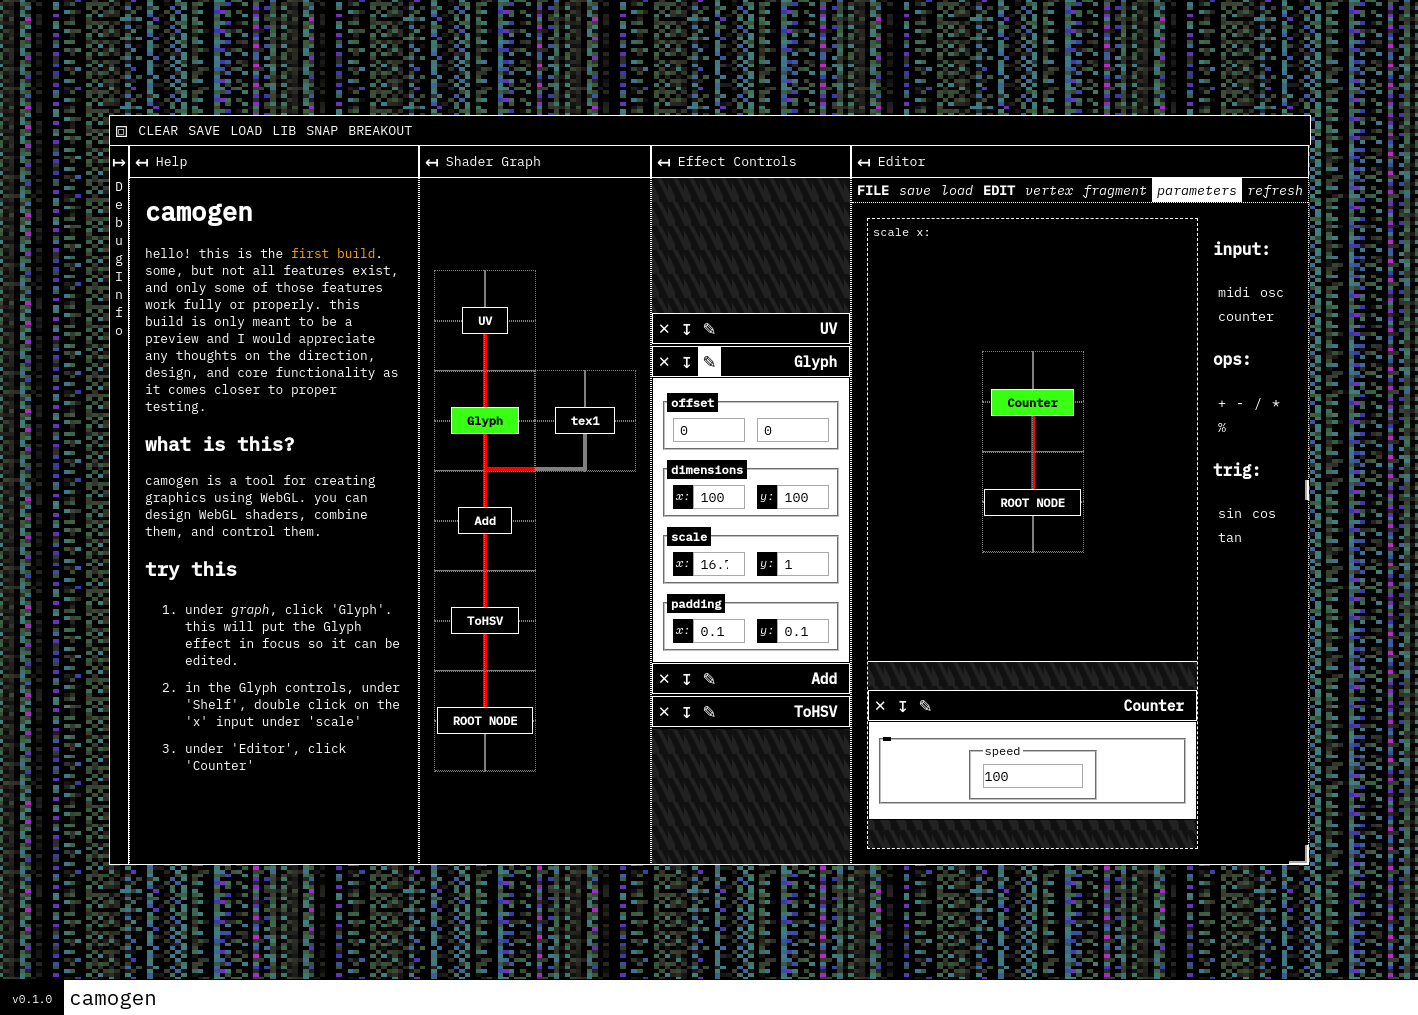 CLEAR SAVE LOAD LIB SNAP BREAKOUT
Debug Info
Help
camogen
hello! this is the first build.
some, but not all features exist,
and only some of those features
work fully or properly. this
build is only meant to be a
preview and I would appreciate
any thoughts on the direction,
design, and core functionality as
it comes closer to proper
testing.
what is this?
camogen is a tool for creating
graphics using WebGL. you can
design WebGL shaders, combine
them, and control them.
try this
1. under graph, click 'Glyph'.
this will put the Glyph
effect in focus so it can be
edited.
2. in the Glyph controls, under
'Shelf', double click on the
'x' input under 'scale'
3. under 'Editor', click
'Counter'
Shader Graph
UV
Glyph
tex1
Add
ToHSV
ROOT NODE
Effect Controls
UV
Glyph
offset
0 0
dimensions
x: 100 y: 100
scale
x: 16.7 y: 1
padding
x: 0.1 y: 0.1
Add
ToHSV
Editor
FILE save load EDIT vertex fragment parameters refresh
scale x:
Counter
ROOT NODE
Counter
speed
100
input:
midi osc
counter
ops:
+ - / *
%
trig:
sin cos
tan
v0.1.0
camogen